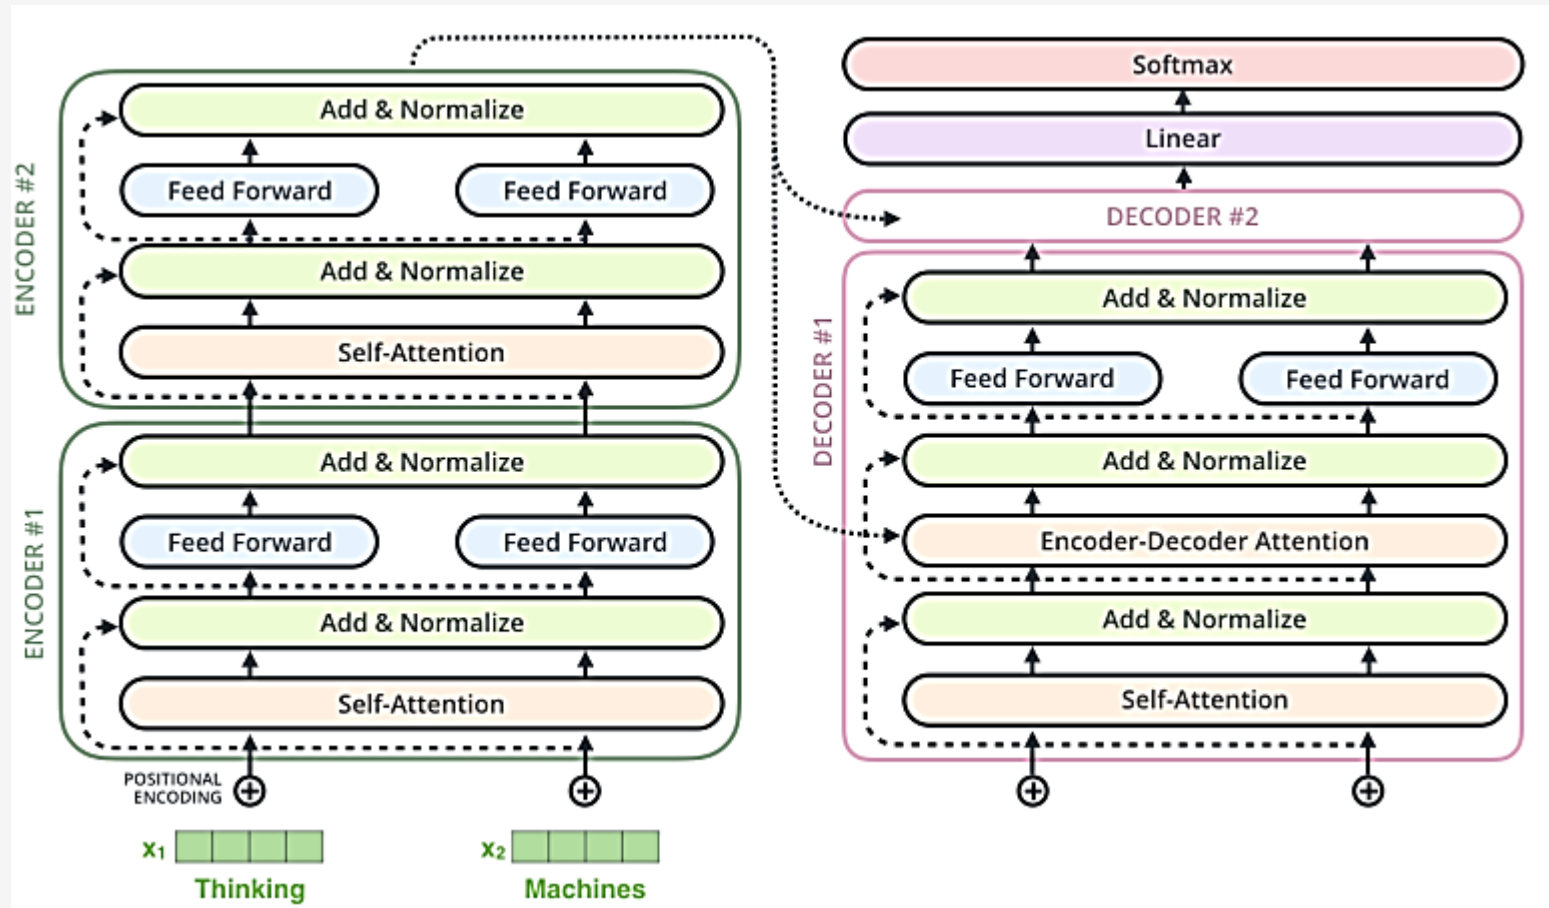 ENCODER #2
Add & Normalize
Feed Forward
Feed Forward
Add & Normalize
Self-Attention
ENCODER #1
Add & Normalize
Feed Forward
Feed Forward
Add & Normalize
Self-Attention
POSITIONAL
ENCODING
x₁
x₂
Thinking
Machines
Softmax
Linear
DECODER #2
DECODER #1
Add & Normalize
Feed Forward
Feed Forward
Add & Normalize
Encoder-Decoder Attention
Add & Normalize
Self-Attention